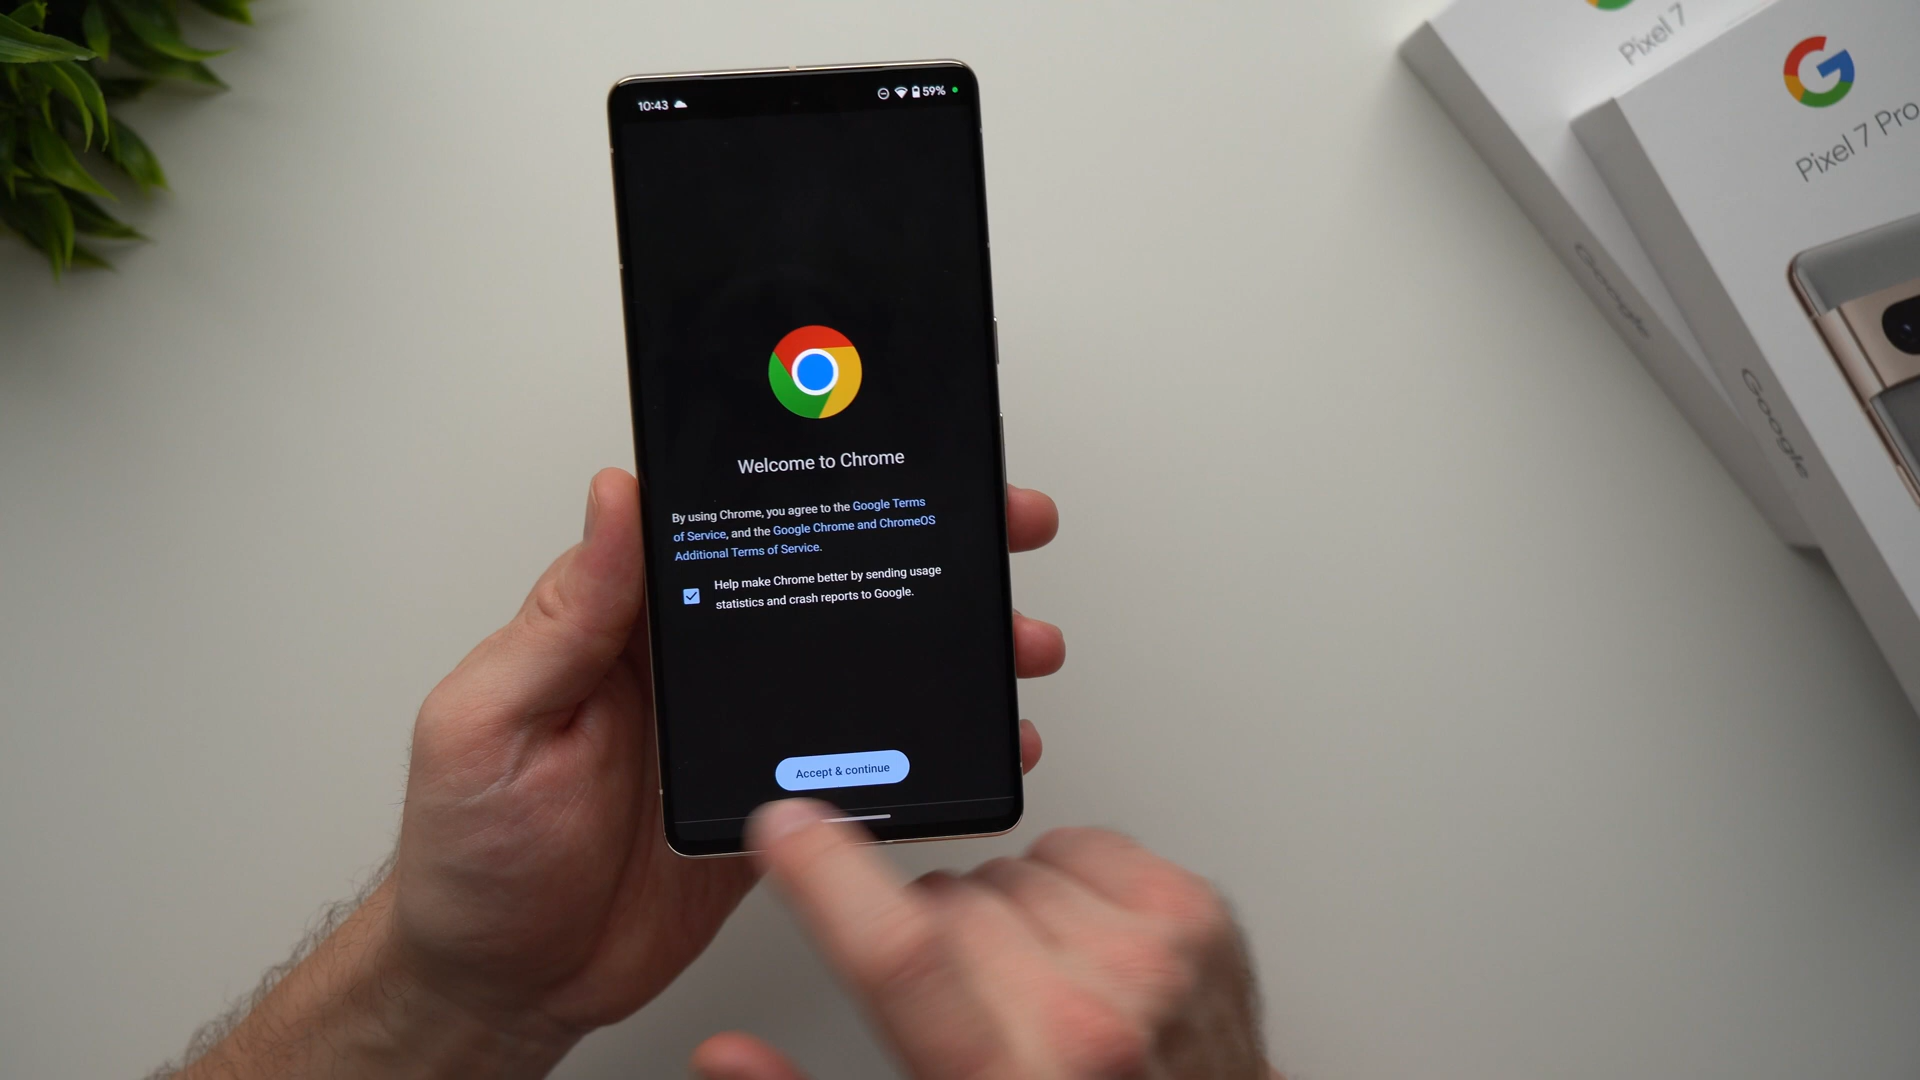 10:43
59%
Welcome to Chrome
By using Chrome, you agree to the Google Terms
of Service, and the Google Chrome and ChromeOS
Additional Terms of Service.
Help make Chrome better by sending usage
statistics and crash reports to Google.
Accept & continue
Pixel 7
G
Pixel 7 Pro
Google
Google